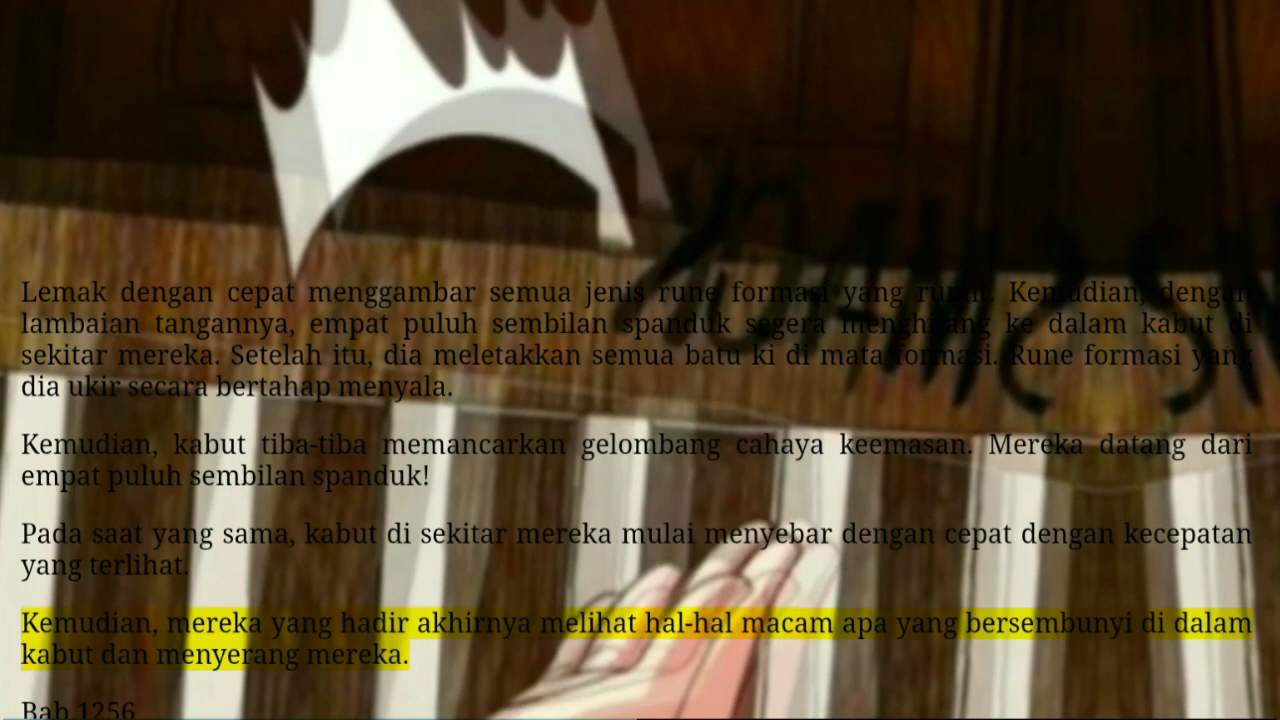 Lemak dengan cepat menggambar semua jenis rune formasi yang rumit. Kemudian, dengan
lambaian tangannya, empat puluh sembilan spanduk segera menghilang ke dalam kabut di
sekitar mereka. Setelah itu, dia meletakkan semua batu ki di mata formasi. Rune formasi yang
dia ukir secara bertahap menyala.
Kemudian, kabut tiba-tiba memancarkan gelombang cahaya keemasan. Mereka datang dari
empat puluh sembilan spanduk!
Pada saat yang sama, kabut di sekitar mereka mulai menyebar dengan cepat dengan kecepatan
yang terlihat.
Kemudian, mereka yang hadir akhirnya melihat hal-hal macam apa yang bersembunyi di dalam
kabut dan menyerang mereka.
Bab 1256